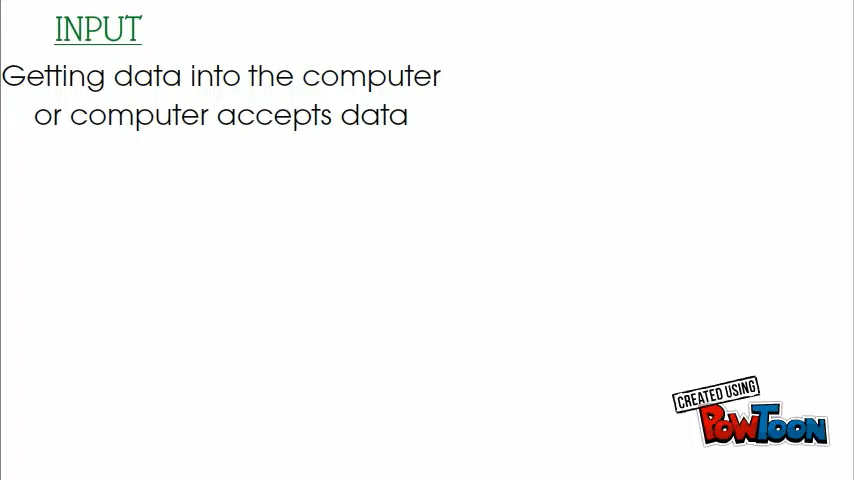 INPUT
Getting data into the computer
or computer accepts data
CREATED USING
POWTOON